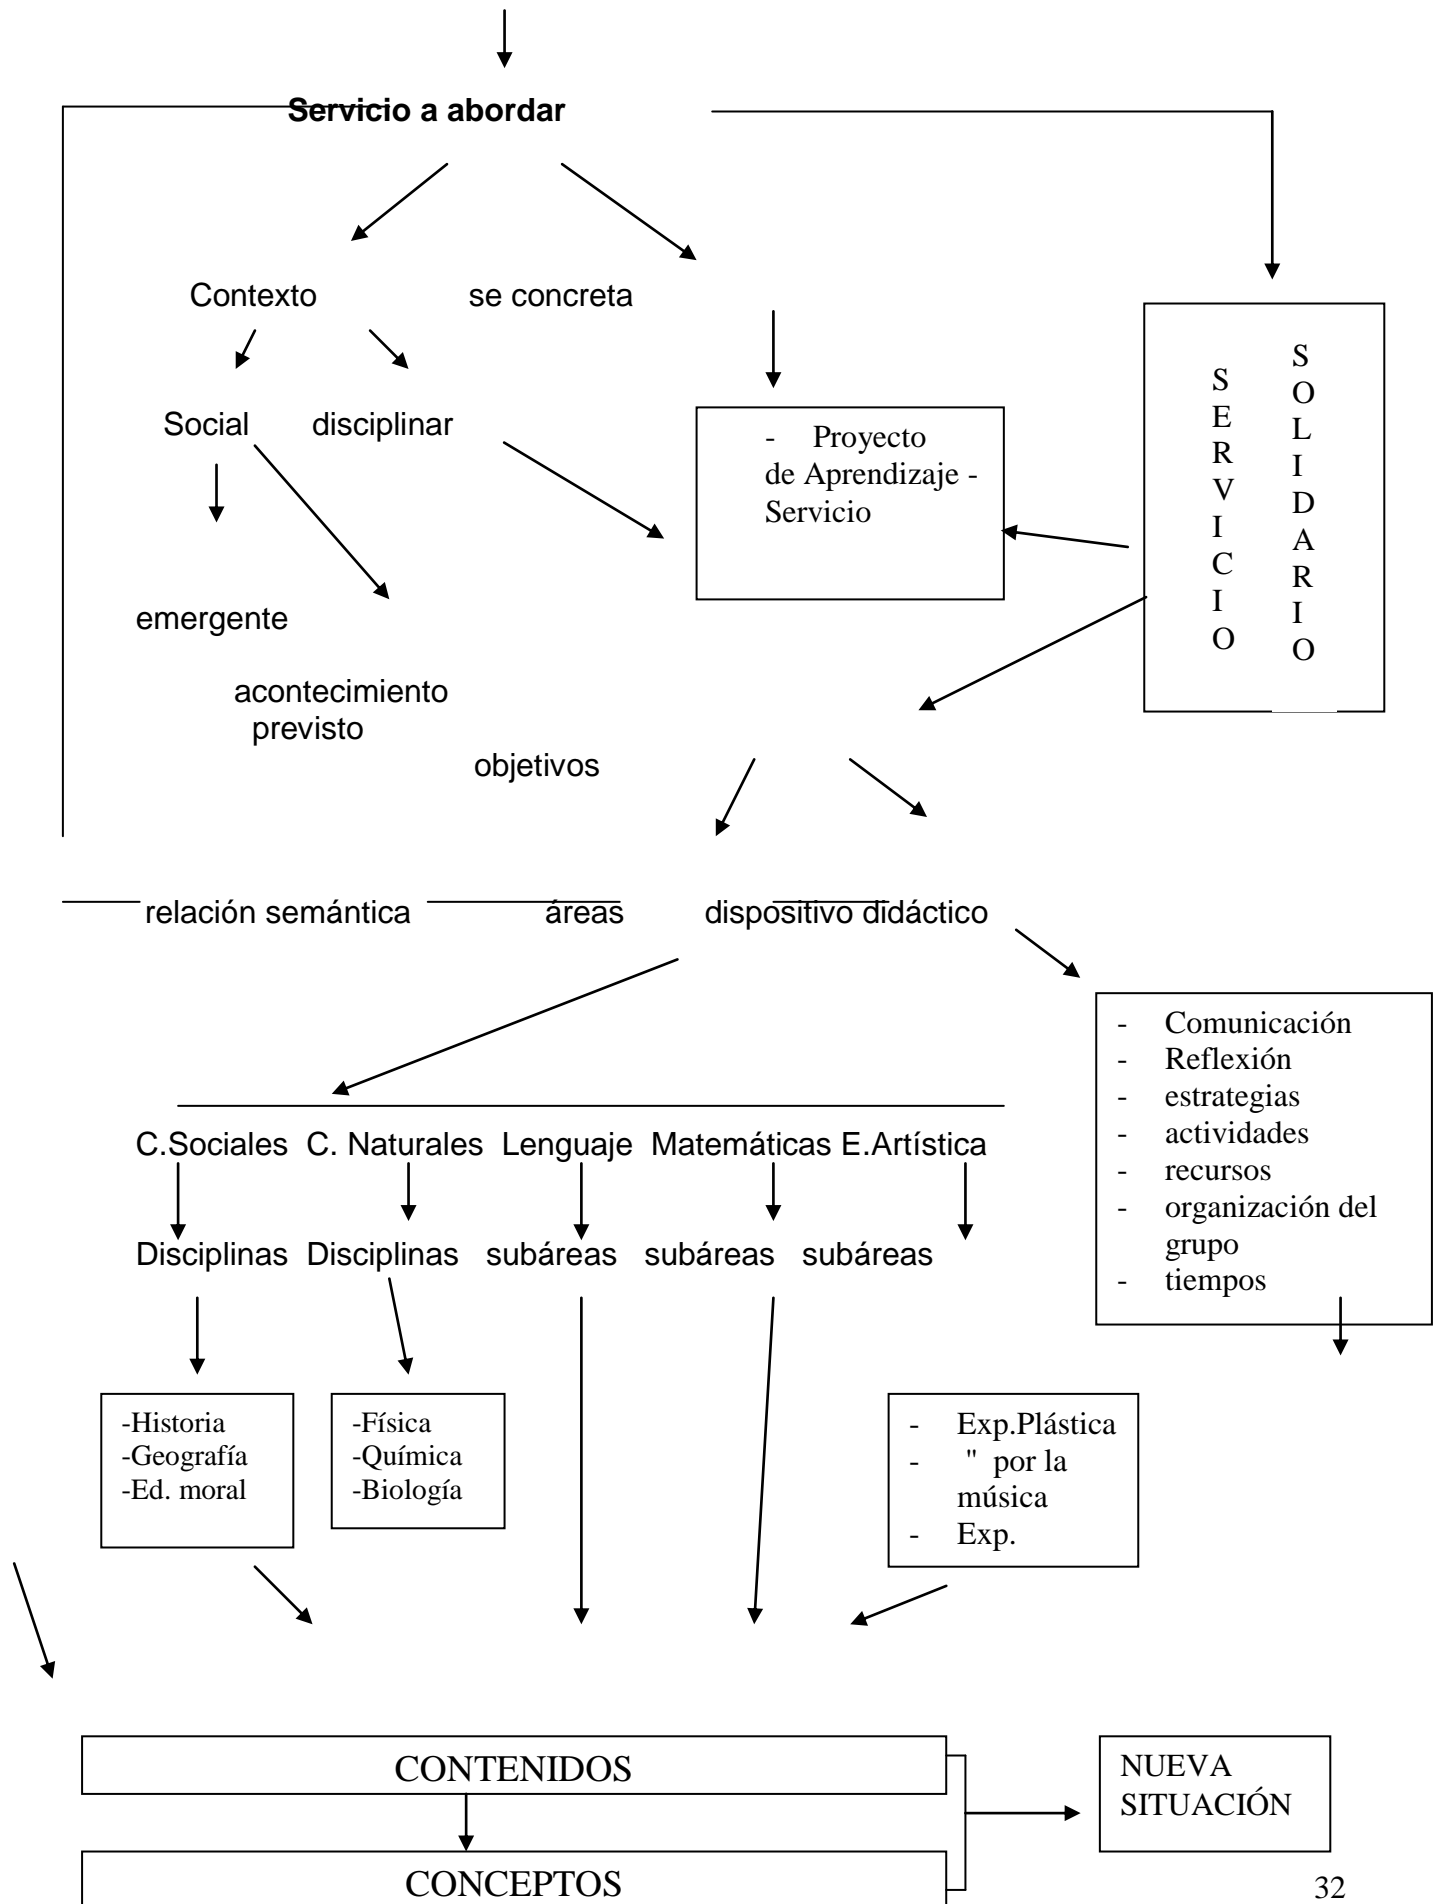 Servicio a abordar
Contexto se concreta
Social disciplinar
- Proyecto
de Aprendizaje -
Servicio
SERVICIO
SOLIDARIO
emergente
acontecimiento
previsto
objetivos
relación semántica áreas dispositivo didáctico
- Comunicación
- Reflexión
- estrategias
- actividades
- recursos
- organización del
grupo
- tiempos
C.Sociales C. Naturales Lenguaje Matemáticas E.Artística
Disciplinas Disciplinas subáreas subáreas subáreas
-Historia
-Geografía
-Ed. moral
-Física
-Química
-Biología
- Exp.Plástica
- " por la
música
- Exp.
CONTENIDOS
NUEVA
SITUACIÓN
CONCEPTOS
32